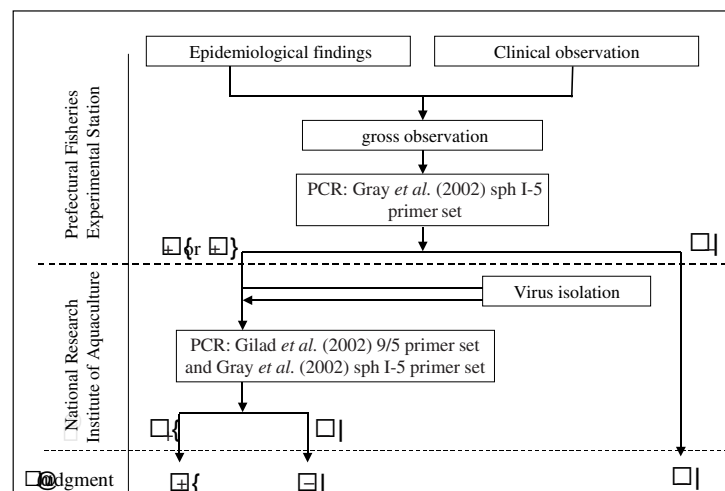 Epidemiological findings
Clinical observation
Prefectural Fisheries
Experimental Station
gross observation
PCR: Gray et al. (2002) sph I-5
primer set
or
Virus isolation
National Research
Institute of Aquaculture
PCR: Gilad et al. (2002) 9/5 primer set
and Gray et al. (2002) sph I-5 primer set